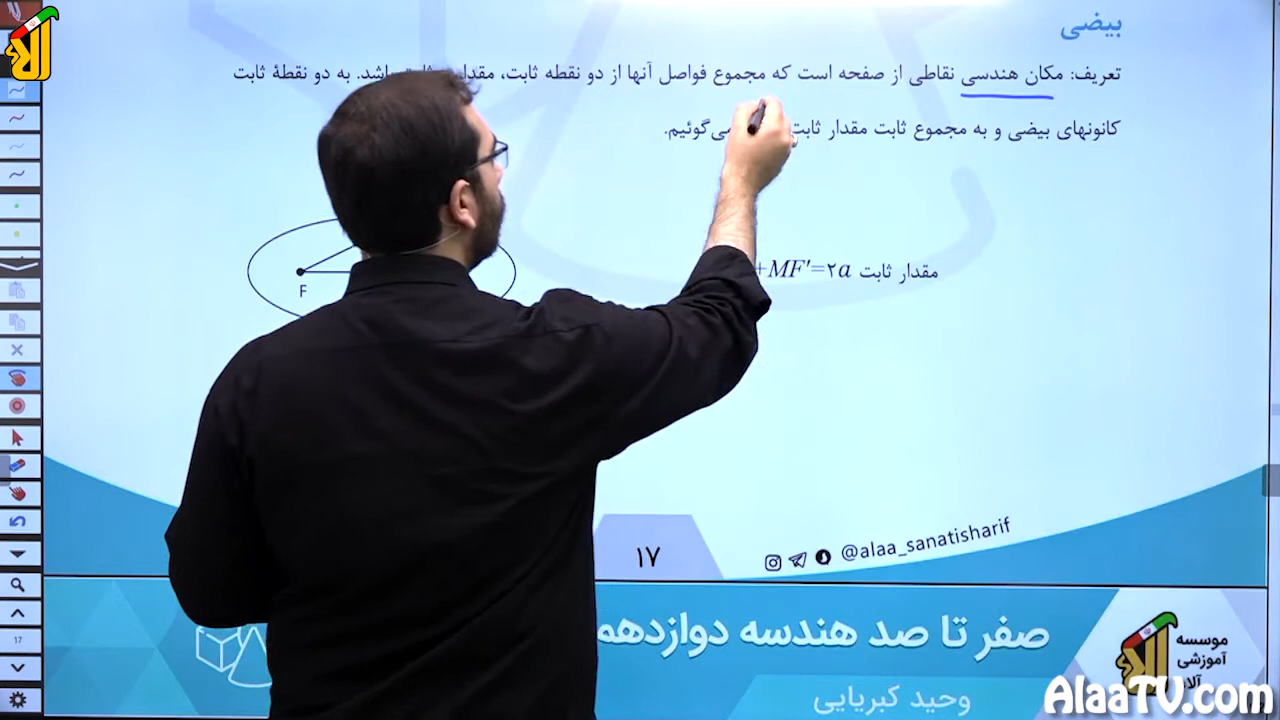 بیضی
تعریف: مکان هندسی نقاطی از صفحه است که مجموع فواصل آنها از دو نقطه ثابت، باشد. به دو نقطهٔ ثابت
کانونهای بیضی و به مجموع ثابت مقدار ثابت می‌گوئیم.
+MF'=۲a مقدار ثابت
F
۱۷
@alaa_sanatisharif
صفر تا صد هندسه دوازدهم
وحید کبریایی
موسسه
آموزشی
آلاء
17
AlaaTV.com